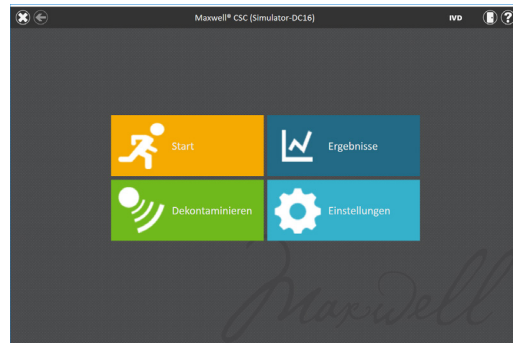 Maxwell® CSC (Simulator-DC16)
IVD
?
Start
Ergebnisse
Dekontaminieren
Einstellungen
Maxwell